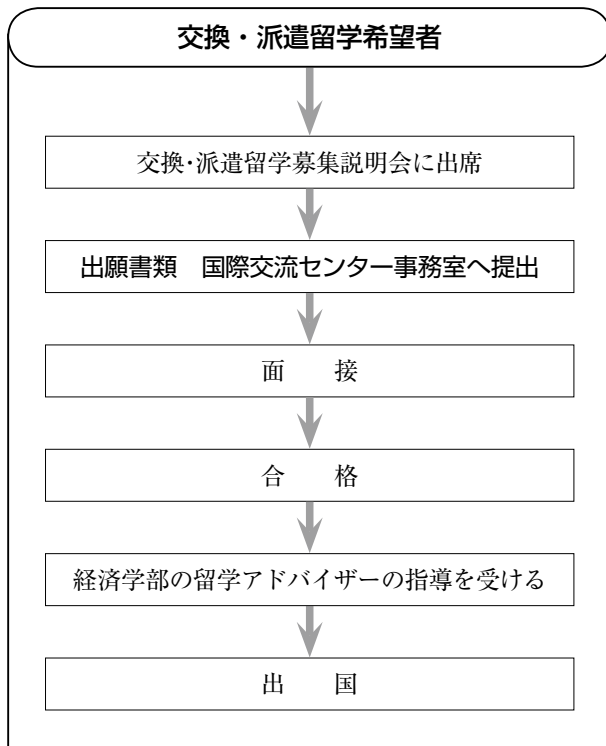 交換・派遣留学希望者
交換・派遣留学募集説明会に出席
出願書類　国際交流センター事務室へ提出
面　　接
合　　格
経済学部の留学アドバイザーの指導を受ける
出　　国